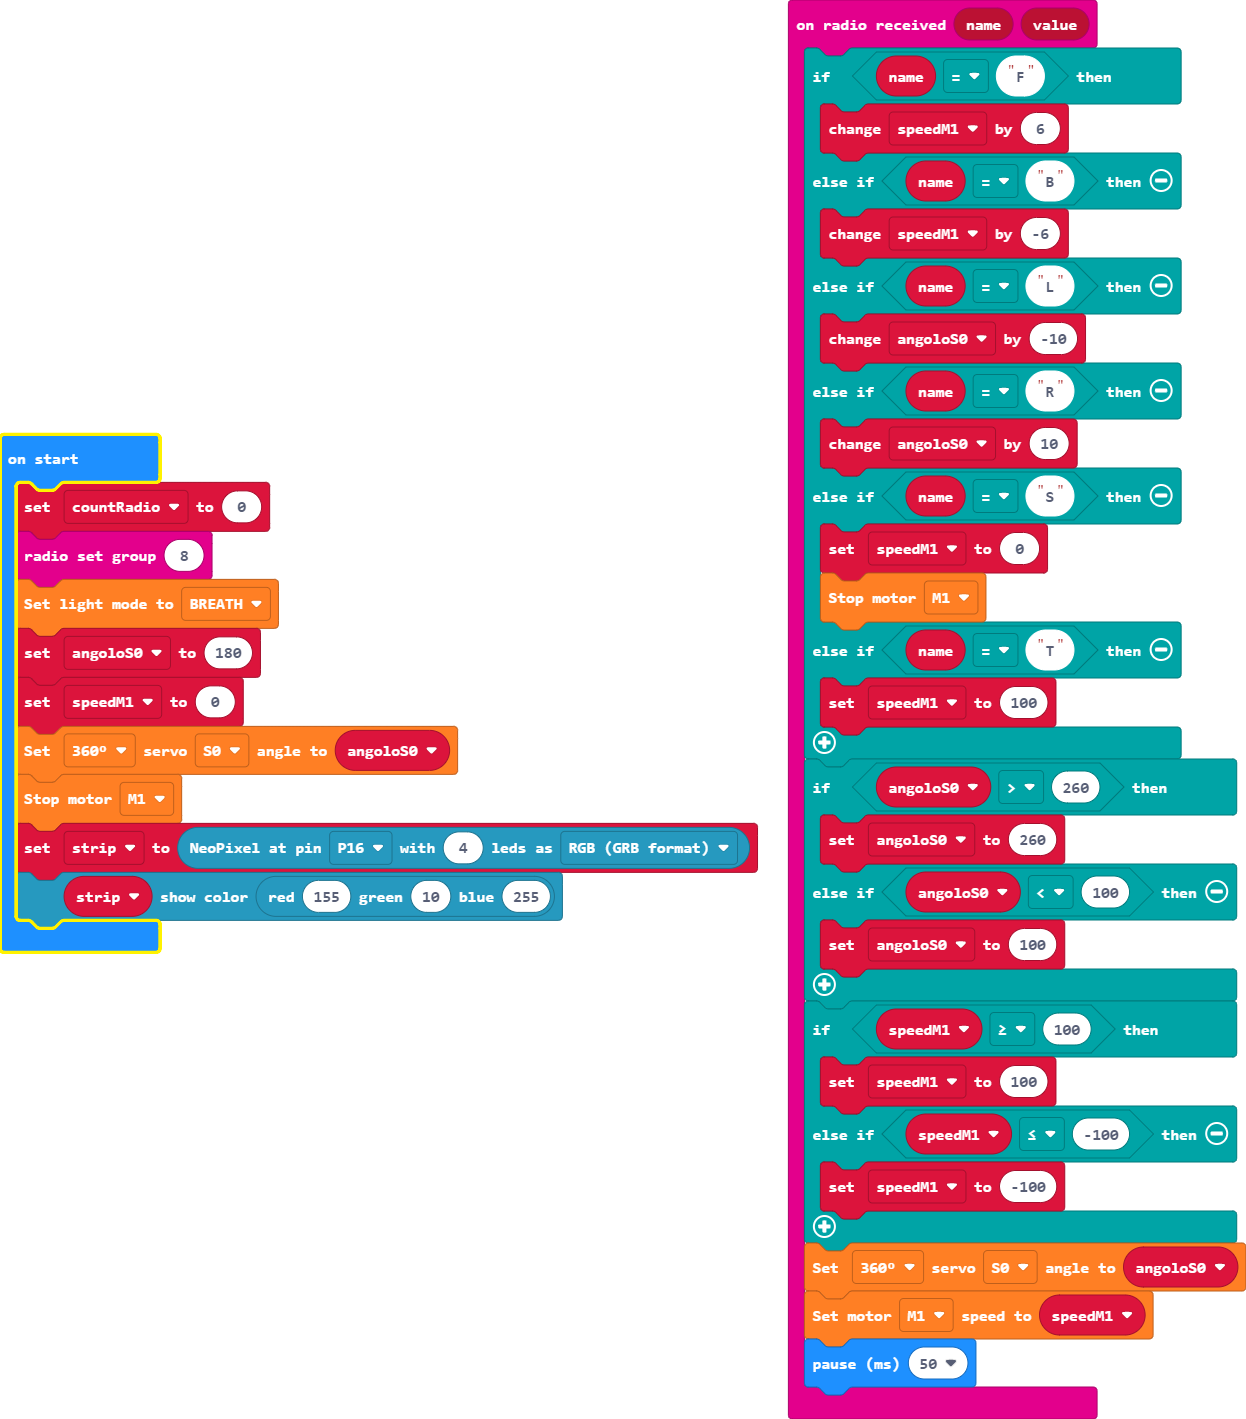 on start
set countRadio to 0
radio set group 8
Set light mode to BREATH
set angoloS0 to 180
set speedM1 to 0
Set 360º servo S0 angle to angoloS0
Stop motor M1
set strip to NeoPixel at pin P16 with 4 leds as RGB (GRB format)
strip show color red 155 green 10 blue 255
on radio received name value
if name = "F" then
change speedM1 by 6
else if name = "B" then
change speedM1 by -6
else if name = "L" then
change angoloS0 by -10
else if name = "R" then
change angoloS0 by 10
else if name = "S" then
set speedM1 to 0
Stop motor M1
else if name = "T" then
set speedM1 to 100
if angoloS0 > 260 then
set angoloS0 to 260
else if angoloS0 < 100 then
set angoloS0 to 100
if speedM1 ≥ 100 then
set speedM1 to 100
else if speedM1 ≤ -100 then
set speedM1 to -100
Set 360º servo S0 angle to angoloS0
Set motor M1 speed to speedM1
pause (ms) 50